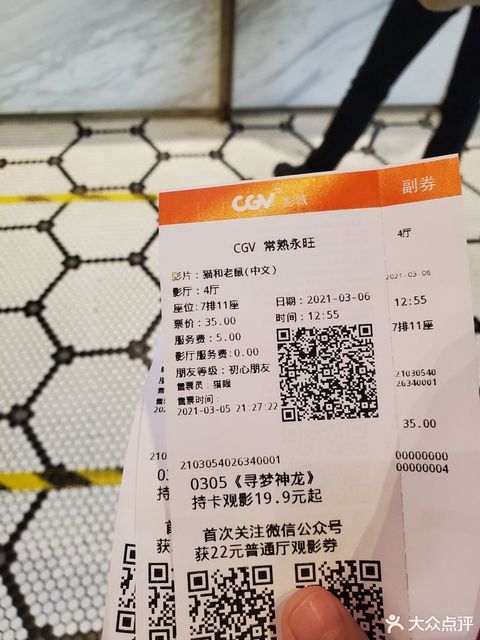 CGV影城
副券
CGV 常熟永旺
影片：猫和老鼠(中文)
影厅：4厅
座位：7排11座
日期：2021-03-06
票价：35.00
时间：12:55
服务费：5.00
影厅服务费：0.00
朋友等级：初心朋友
售票员：猫眼
售票时间：
2021-03-05 21:27:22
2103054026340001
0305《寻梦神龙》
持卡观影19.9元起
首次关注微信公众号
获22元普通厅观影券
4厅
2021-03-06
12:55
7排11座
21030540
26340001
35.00
00000000
00000004
大众点评